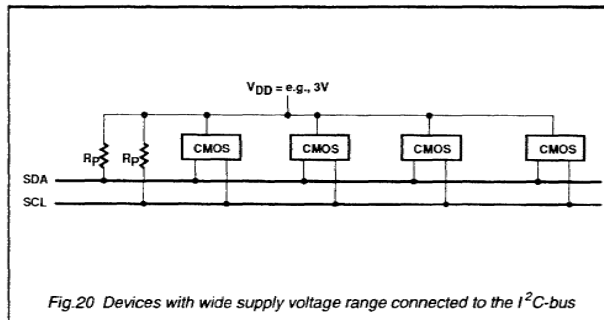 V_DD = e.g., 3V
R_P R_P CMOS CMOS CMOS CMOS
SDA
SCL
Fig.20 Devices with wide supply voltage range connected to the I²C-bus